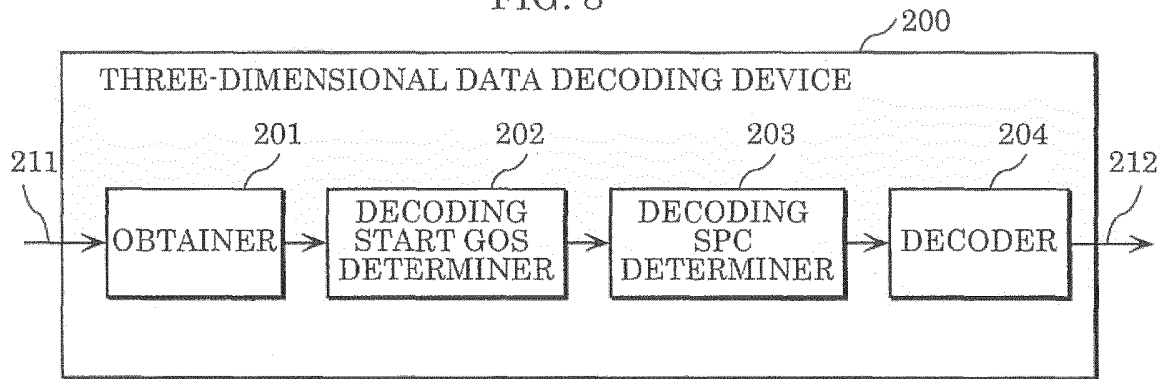 FIG. 8
200
THREE-DIMENSIONAL DATA DECODING DEVICE
201
202
203
204
211
212
OBTAINER
DECODING
START GOS
DETERMINER
DECODING
SPC
DETERMINER
DECODER